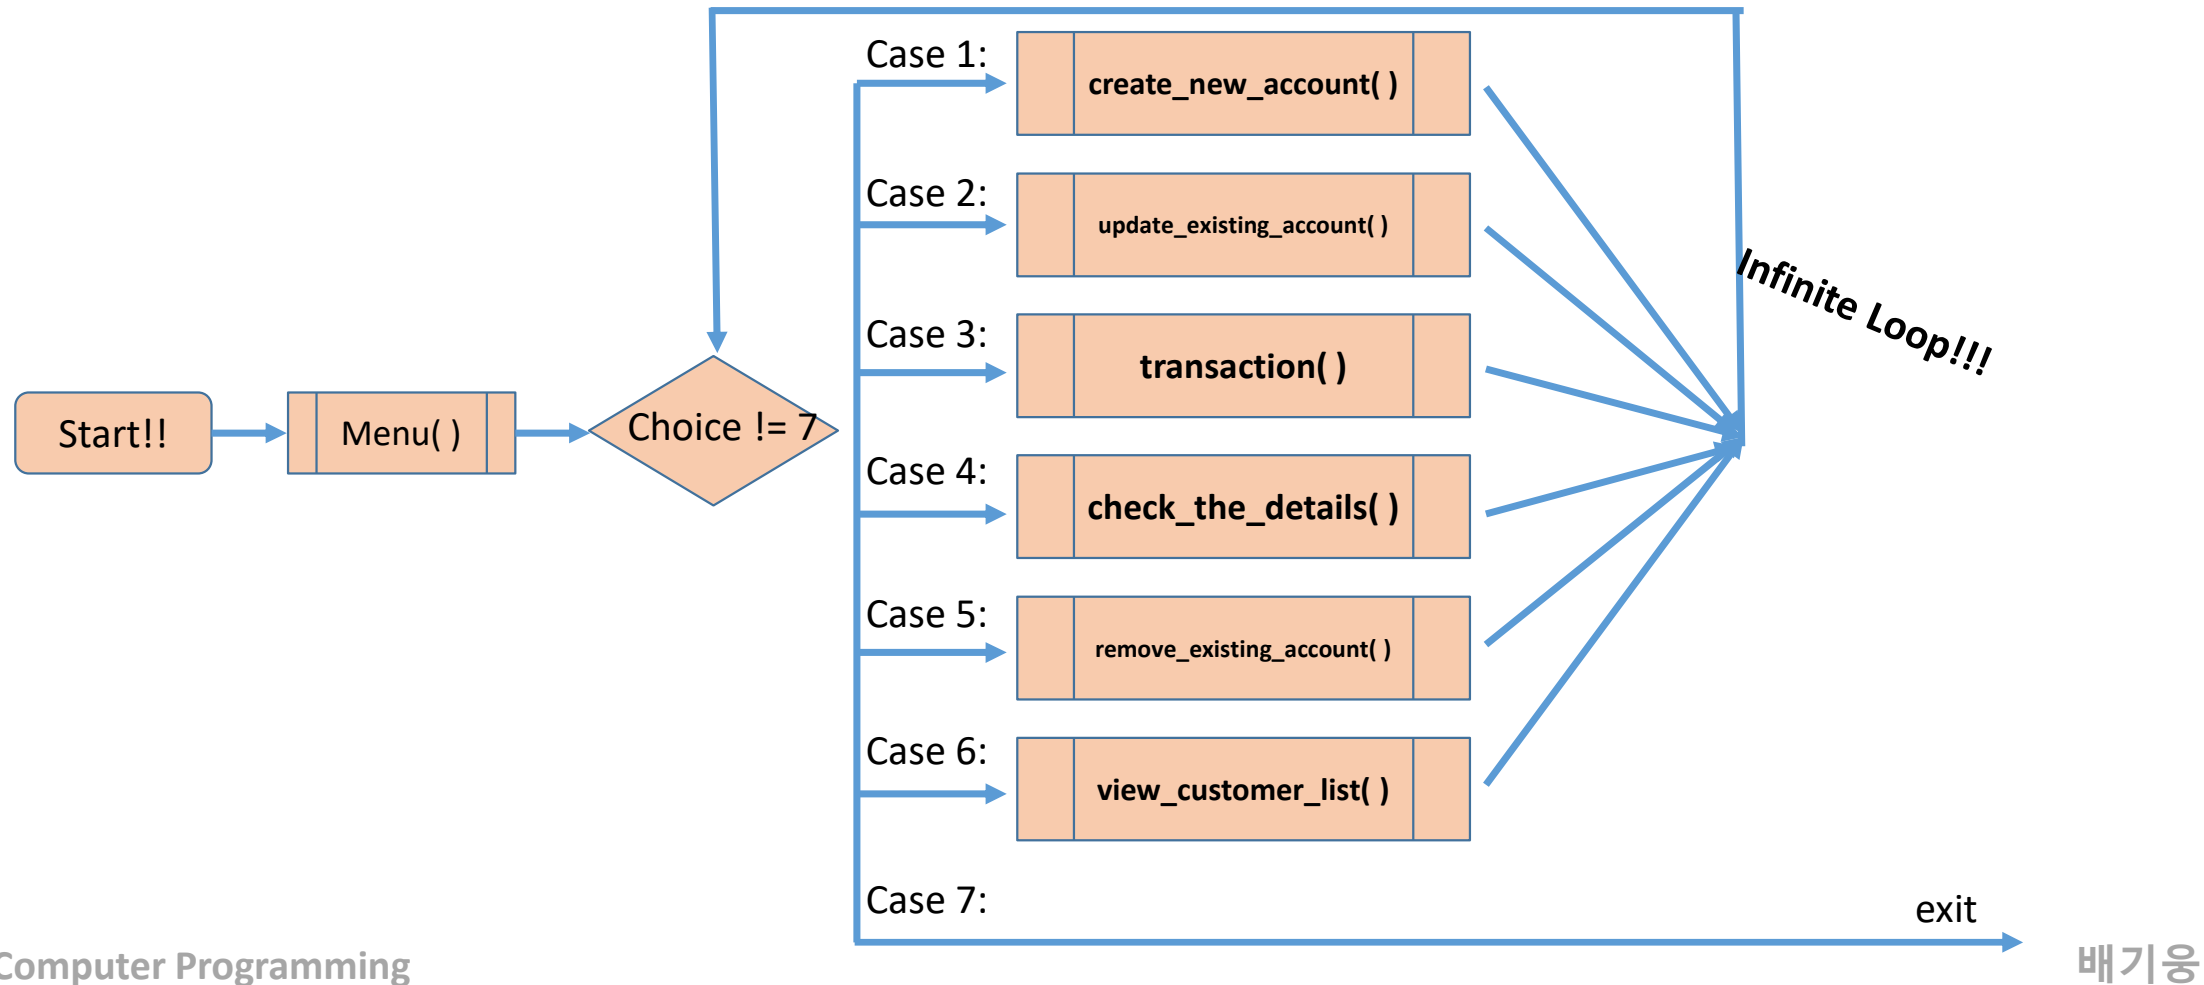 Case 1:
create_new_account( )
Case 2:
update_existing_account( )
Case 3:
transaction( )
Infinite Loop!!!
Start!!
Menu( )
Choice != 7
Case 4:
check_the_details( )
Case 5:
remove_existing_account( )
Case 6:
view_customer_list( )
Case 7:
exit
Computer Programming
배기웅